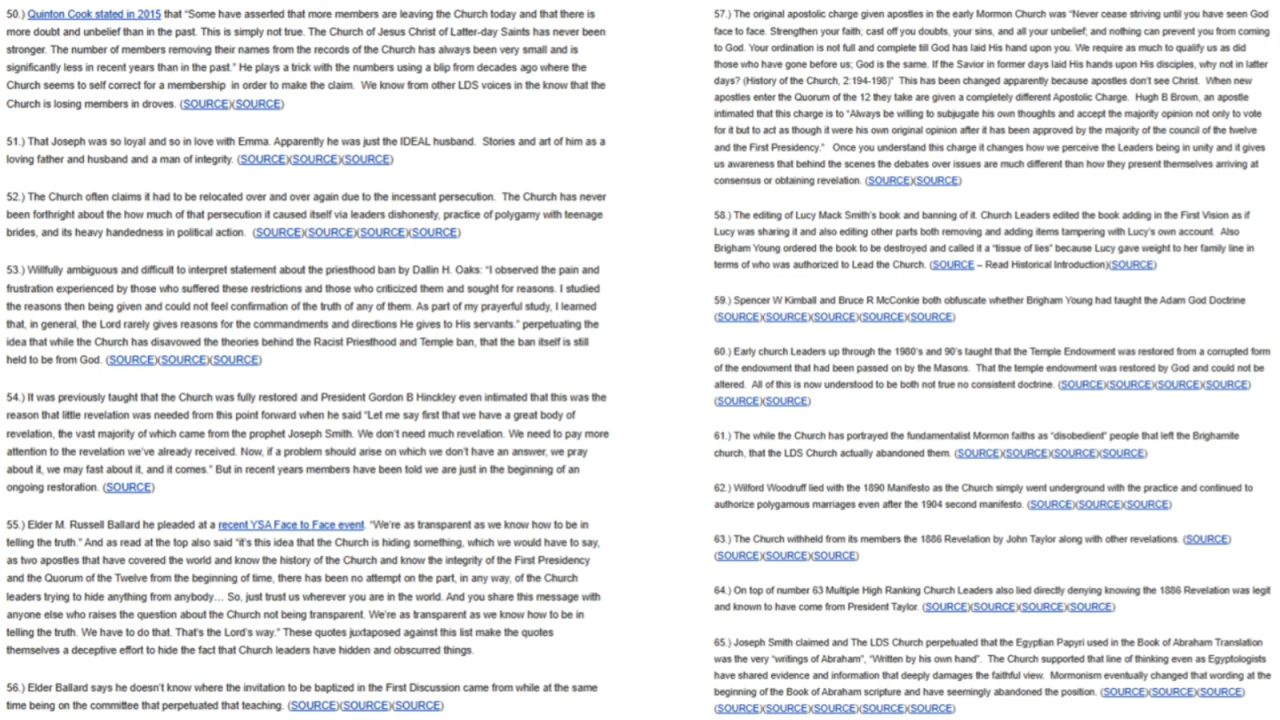 50.) Quinton Cook stated in 2015 that “Some have asserted that more members are leaving the Church today and that there is
more doubt and unbelief than in the past. This is simply not true. The Church of Jesus Christ of Latter-day Saints has never been
stronger. The number of members removing their names from the records of the Church has always been very small and is
significantly less in recent years than in the past.” He plays a trick with the numbers using a blip from decades ago where the
Church seems to self correct for a membership in order to make the claim. We know from other LDS voices in the know that the
Church is losing members in droves. (SOURCE)(SOURCE)
51.) That Joseph was so loyal and so in love with Emma. Apparently he was just the IDEAL husband. Stories and art of him as a
loving father and husband and a man of integrity. (SOURCE)(SOURCE)(SOURCE)
52.) The Church often claims it had to be relocated over and over again due to the incessant persecution. The Church has never
been forthright about the how much of that persecution it caused itself via leaders dishonesty, practice of polygamy with teenage
brides, and its heavy handedness in political action. (SOURCE)(SOURCE)(SOURCE)(SOURCE)
53.) Willfully ambiguous and difficult to interpret statement about the priesthood ban by Dallin H. Oaks: “I observed the pain and
frustration experienced by those who suffered these restrictions and those who criticized them and sought for reasons. I studied
the reasons then being given and could not feel confirmation of the truth of any of them. As part of my prayerful study, I learned
that, in general, the Lord rarely gives reasons for the commandments and directions He gives to His servants.” perpetuating the
idea that while the Church has disavowed the theories behind the Racist Priesthood and Temple ban, that the ban itself is still
held to be from God. (SOURCE)(SOURCE)(SOURCE)
54.) It was previously taught that the Church was fully restored and President Gordon B Hinckley even intimated that this was the
reason that little revelation was needed from this point forward when he said “Let me say first that we have a great body of
revelation, the vast majority of which came from the prophet Joseph Smith. We don’t need much revelation. We need to pay more
attention to the revelation we’ve already received. Now, if a problem should arise on which we don’t have an answer, we pray
about it, we may fast about it, and it comes.” But in recent years members have been told we are just in the beginning of an
ongoing restoration. (SOURCE)
55.) Elder M. Russell Ballard he pleaded at a recent YSA Face to Face event. “We’re as transparent as we know how to be in
telling the truth.” And as read at the top also said “it’s this idea that the Church is hiding something, which we would have to say,
as two apostles that have covered the world and know the history of the Church and know the integrity of the First Presidency
and the Quorum of the Twelve from the beginning of time, there has been no attempt on the part, in any way, of the Church
leaders trying to hide anything from anybody… So, just trust us wherever you are in the world. And you share this message with
anyone else who raises the question about the Church not being transparent. We’re as transparent as we know how to be in
telling the truth. We have to do that. That’s the Lord’s way.” These quotes juxtaposed against this list make the quotes
themselves a deceptive effort to hide the fact that Church leaders have hidden and obscured things.
56.) Elder Ballard says he doesn’t know where the invitation to be baptized in the First Discussion came from while at the same
time being on the committee that perpetuated that teaching. (SOURCE)(SOURCE)(SOURCE)
57.) The original apostolic charge given apostles in the early Mormon Church was “Never cease striving until you have seen God
face to face. Strengthen your faith; cast off you doubts, your sins, and all your unbelief; and nothing can prevent you from coming
to God. Your ordination is not full and complete till God has laid His hand upon you. We require as much to qualify us as did
those who have gone before us; God is the same. If the Savior in former days laid His hands upon His disciples, why not in latter
days? (History of the Church, 2:194-198)” This has been changed apparently because apostles don’t see Christ. When new
apostles enter the Quorum of the 12 they take are given a completely different Apostolic Charge. Hugh B Brown, an apostle
intimated that this charge is to “Always be willing to subjugate his own thoughts and accept the majority opinion not only to vote
for it but to act as though it were his own original opinion after it has been approved by the majority of the council of the twelve
and the First Presidency.” Once you understand this charge it changes how we perceive the Leaders being in unity and it gives
us awareness that behind the scenes the debates over issues are much different than how they present themselves arriving at
consensus or obtaining revelation. (SOURCE)(SOURCE)
58.) The editing of Lucy Mack Smith’s book and banning of it. Church Leaders edited the book adding in the First Vision as if
Lucy was sharing it and also editing other parts both removing and adding items tampering with Lucy’s own account. Also
Brigham Young ordered the book to be destroyed and called it a “tissue of lies” because Lucy gave weight to her family line in
terms of who was authorized to Lead the Church. (SOURCE – Read Historical Introduction)(SOURCE)
59.) Spencer W Kimball and Bruce R McConkie both obfuscate whether Brigham Young had taught the Adam God Doctrine
(SOURCE)(SOURCE)(SOURCE)(SOURCE)(SOURCE)
60.) Early church Leaders up through the 1980’s and 90’s taught that the Temple Endowment was restored from a corrupted form
of the endowment that had been passed on by the Masons. That the temple endowment was restored by God and could not be
altered. All of this is now understood to be both not true no consistent doctrine. (SOURCE)(SOURCE)(SOURCE)(SOURCE)
(SOURCE)(SOURCE)
61.) The while the Church has portrayed the fundamentalist Mormon faiths as “disobedient” people that left the Brighamite
church, that the LDS Church actually abandoned them. (SOURCE)(SOURCE)(SOURCE)(SOURCE)
62.) Wilford Woodruff lied with the 1890 Manifesto as the Church simply went underground with the practice and continued to
authorize polygamous marriages even after the 1904 second manifesto. (SOURCE)(SOURCE)(SOURCE)
63.) The Church withheld from its members the 1886 Revelation by John Taylor along with other revelations. (SOURCE)
(SOURCE)(SOURCE)(SOURCE)
64.) On top of number 63 Multiple High Ranking Church Leaders also lied directly denying knowing the 1886 Revelation was legit
and known to have come from President Taylor. (SOURCE)(SOURCE)(SOURCE)(SOURCE)
65.) Joseph Smith claimed and The LDS Church perpetuated that the Egyptian Papyri used in the Book of Abraham Translation
was the very “writings of Abraham”, “Written by his own hand”. The Church supported that line of thinking even as Egyptologists
have shared evidence and information that deeply damages the faithful view. Mormonism eventually changed that wording at the
beginning of the Book of Abraham scripture and have seemingly abandoned the position. (SOURCE)(SOURCE)(SOURCE)
(SOURCE)(SOURCE)(SOURCE)(SOURCE)(SOURCE)